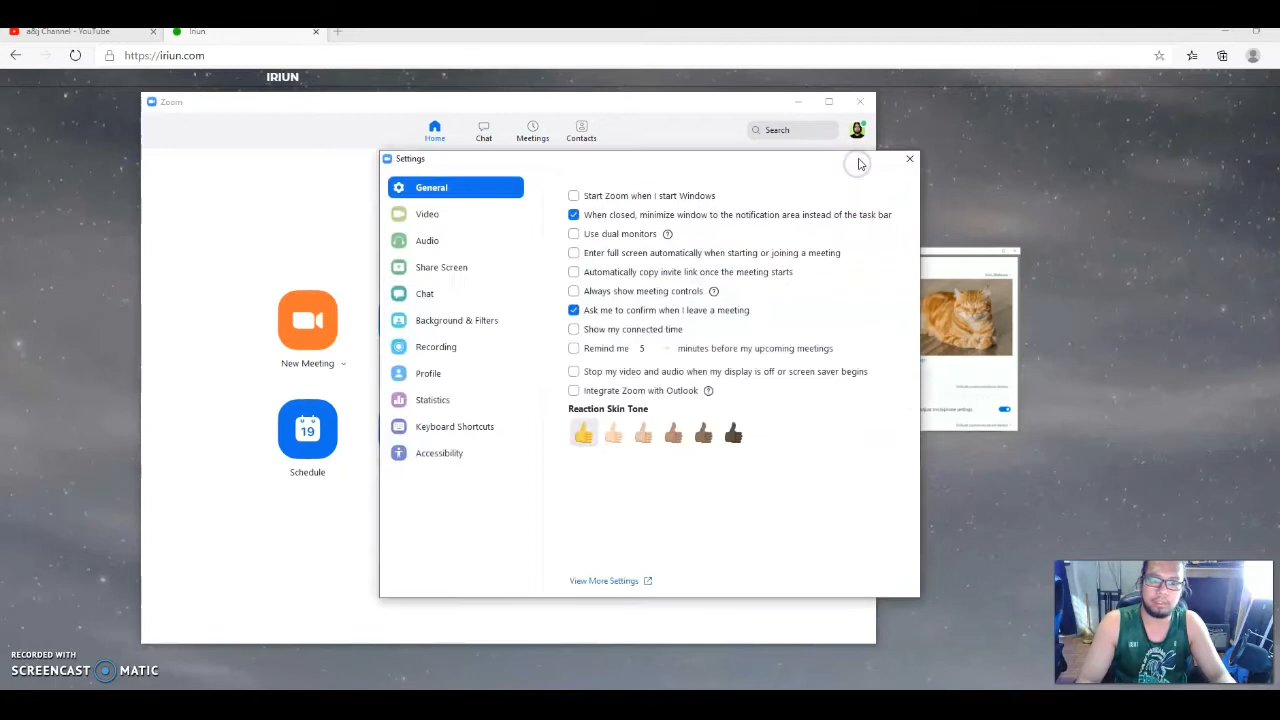 a&j Channel - YouTube
Iriun
https://iriun.com
IRIUN
Zoom
Home
Chat
Meetings
Contacts
Search
Settings
General
Video
Audio
Share Screen
Chat
Background & Filters
Recording
Profile
Statistics
Keyboard Shortcuts
Accessibility
Start Zoom when I start Windows
When closed, minimize window to the notification area instead of the task bar
Use dual monitors
Enter full screen automatically when starting or joining a meeting
Automatically copy invite link once the meeting starts
Always show meeting controls
Ask me to confirm when I leave a meeting
Show my connected time
Remind me 5 minutes before my upcoming meetings
Stop my video and audio when my display is off or screen saver begins
Integrate Zoom with Outlook
Reaction Skin Tone
View More Settings
New Meeting
19
Schedule
RECORDED WITH
SCREENCAST MATIC